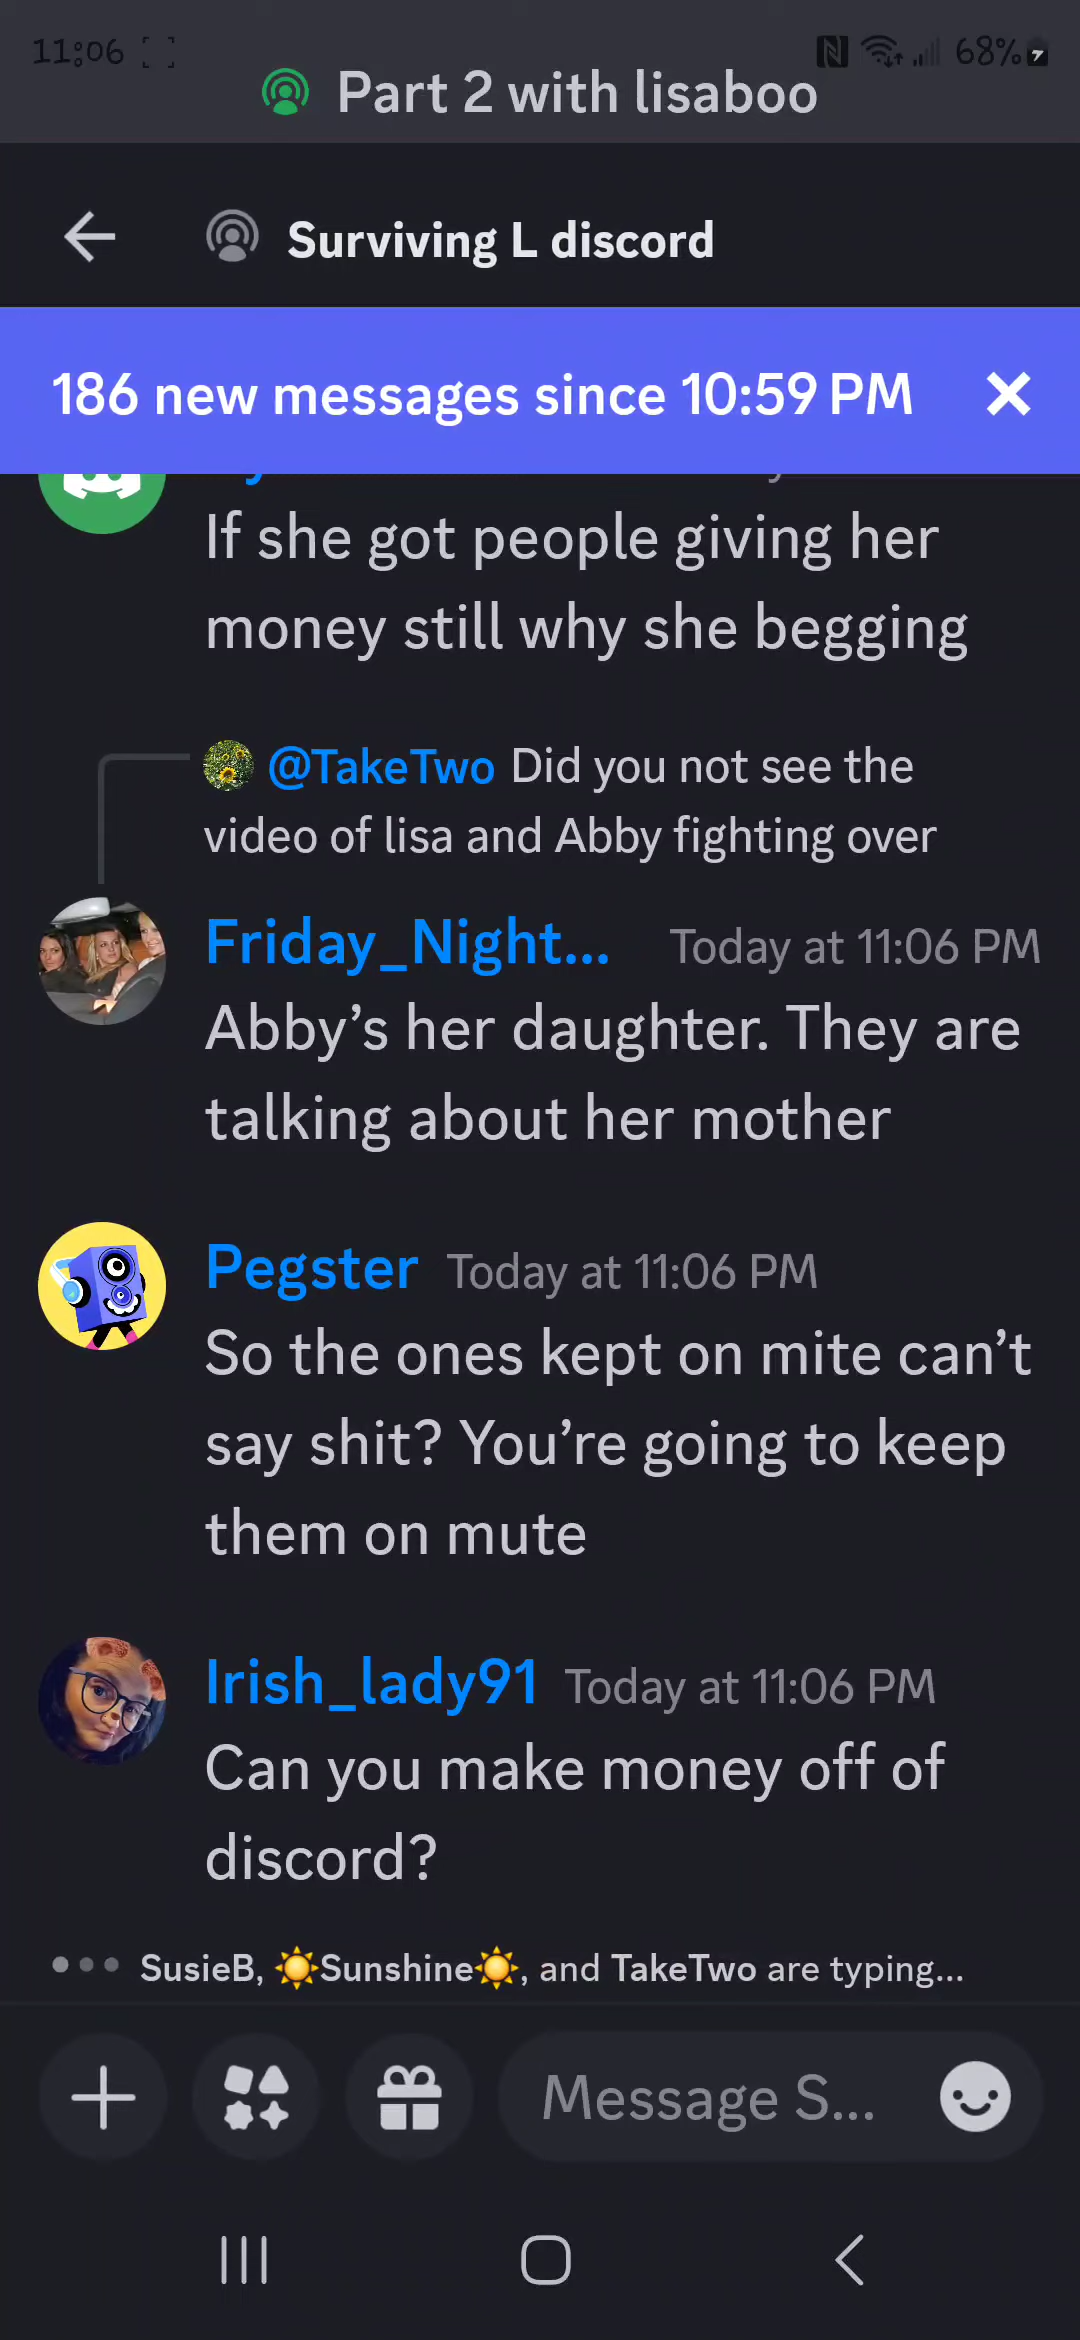 11:06
68%
Part 2 with lisaboo
Surviving L discord
186 new messages since 10:59 PM
If she got people giving her
money still why she begging
@TakeTwo Did you not see the
video of lisa and Abby fighting over
Friday_Night... Today at 11:06 PM
Abby’s her daughter. They are
talking about her mother
Pegster Today at 11:06 PM
So the ones kept on mite can’t
say shit? You’re going to keep
them on mute
Irish_lady91 Today at 11:06 PM
Can you make money off of
discord?
SusieB, ☀️Sunshine☀️, and TakeTwo are typing...
Message S...